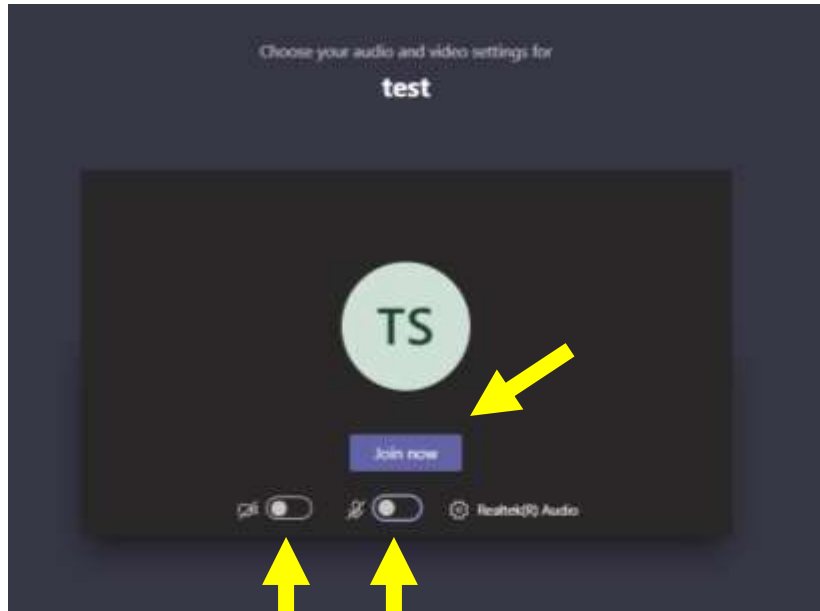 Choose your audio and video settings for
test
TS
Join now
Realtek(R) Audio